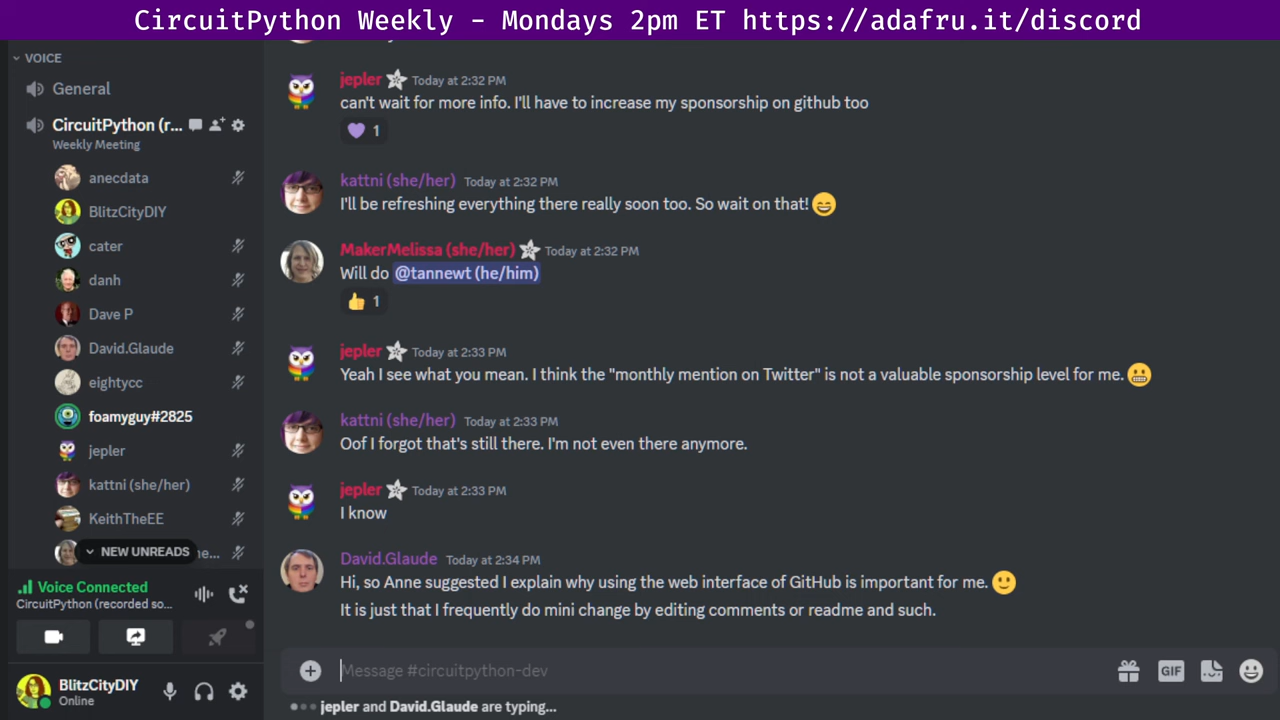 CircuitPython Weekly - Mondays 2pm ET https://adafru.it/discord
VOICE
General
CircuitPython (r...
Weekly Meeting
anecdata
BlitzCityDIY
cater
danh
Dave P
David.Glaude
eightycc
foamyguy#2825
jepler
kattni (she/her)
KeithTheEE
NEW UNREADS
ne...
Voice Connected
CircuitPython (recorded so...
BlitzCityDIY
Online
jepler Today at 2:32 PM
can't wait for more info. I'll have to increase my sponsorship on github too
1
kattni (she/her) Today at 2:32 PM
I'll be refreshing everything there really soon too. So wait on that!
MakerMelissa (she/her) Today at 2:32 PM
Will do @tannewt (he/him)
1
jepler Today at 2:33 PM
Yeah I see what you mean. I think the "monthly mention on Twitter" is not a valuable sponsorship level for me.
kattni (she/her) Today at 2:33 PM
Oof I forgot that's still there. I'm not even there anymore.
jepler Today at 2:33 PM
I know
David.Glaude Today at 2:34 PM
Hi, so Anne suggested I explain why using the web interface of GitHub is important for me.
It is just that I frequently do mini change by editing comments or readme and such.
Message #circuitpython-dev
GIF
jepler and David.Glaude are typing...